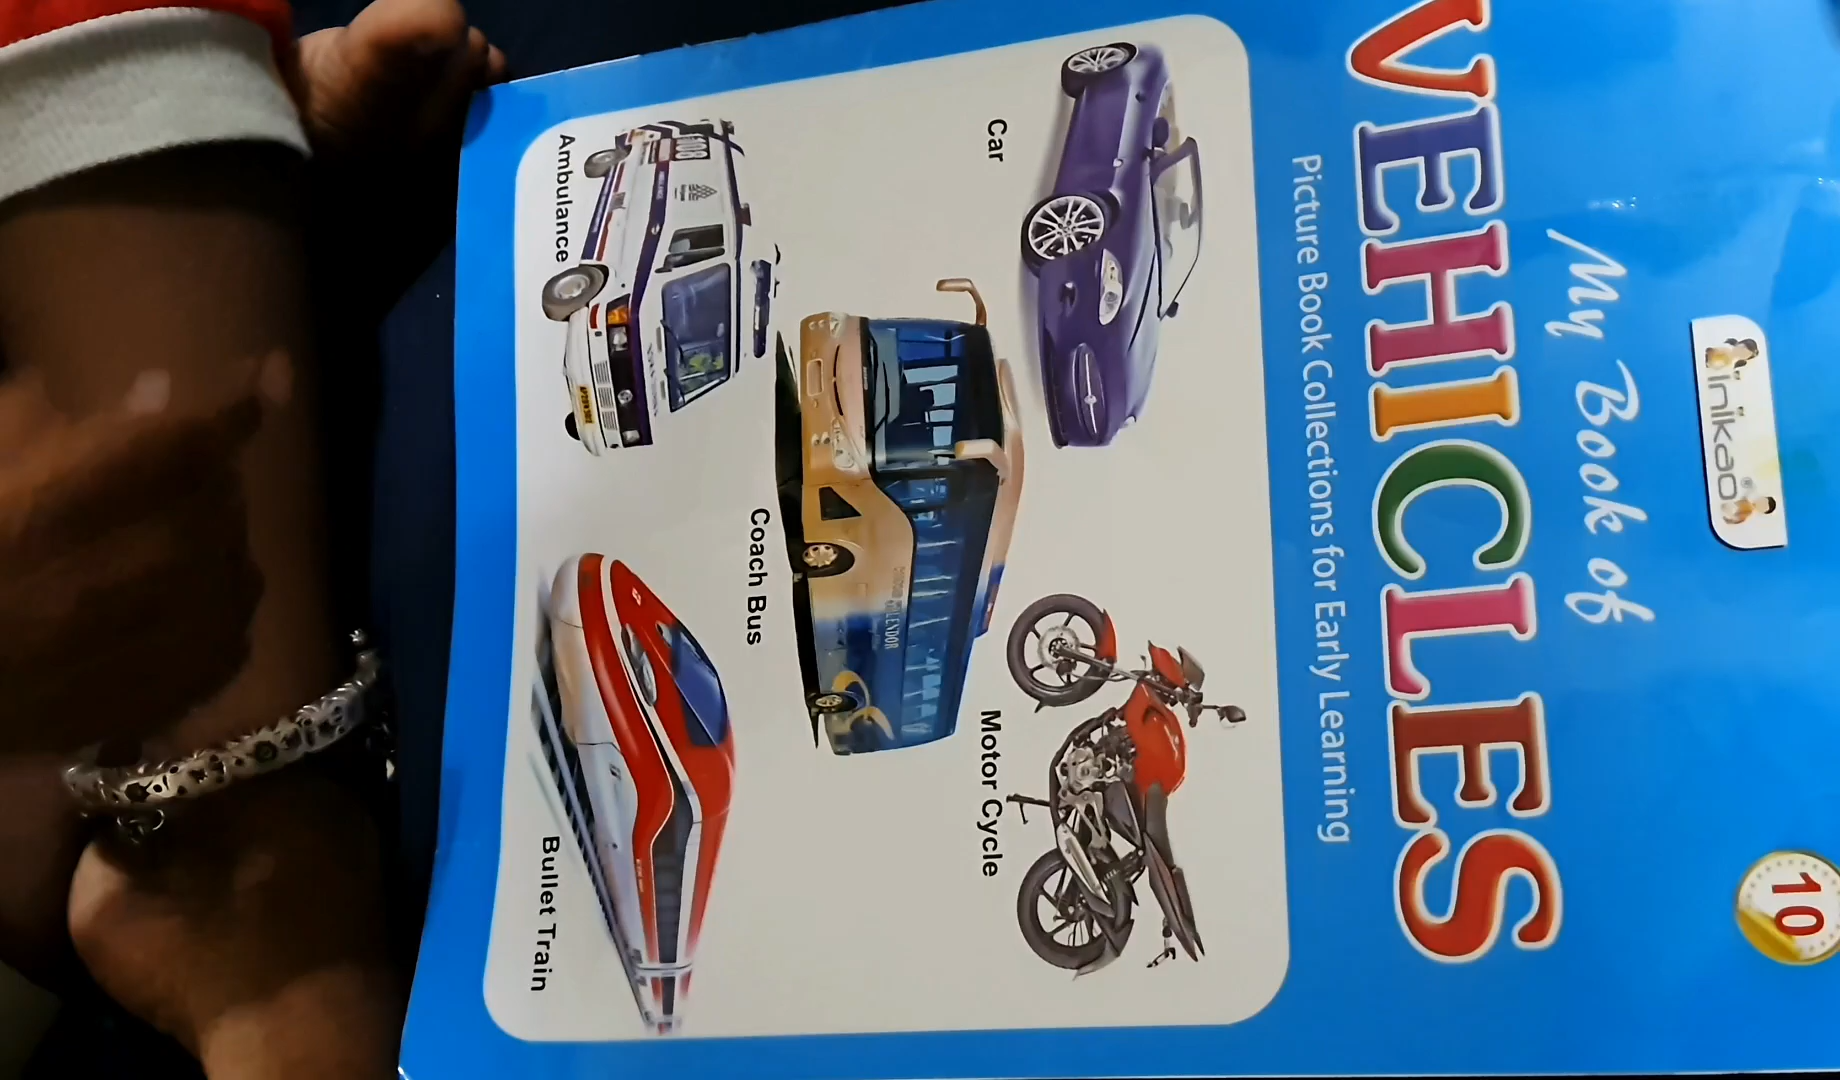 Inikao
10
My Book of
VEHICLES
Picture Book Collections for Early Learning
Car
Motor Cycle
Coach Bus
Ambulance
108
Bullet Train